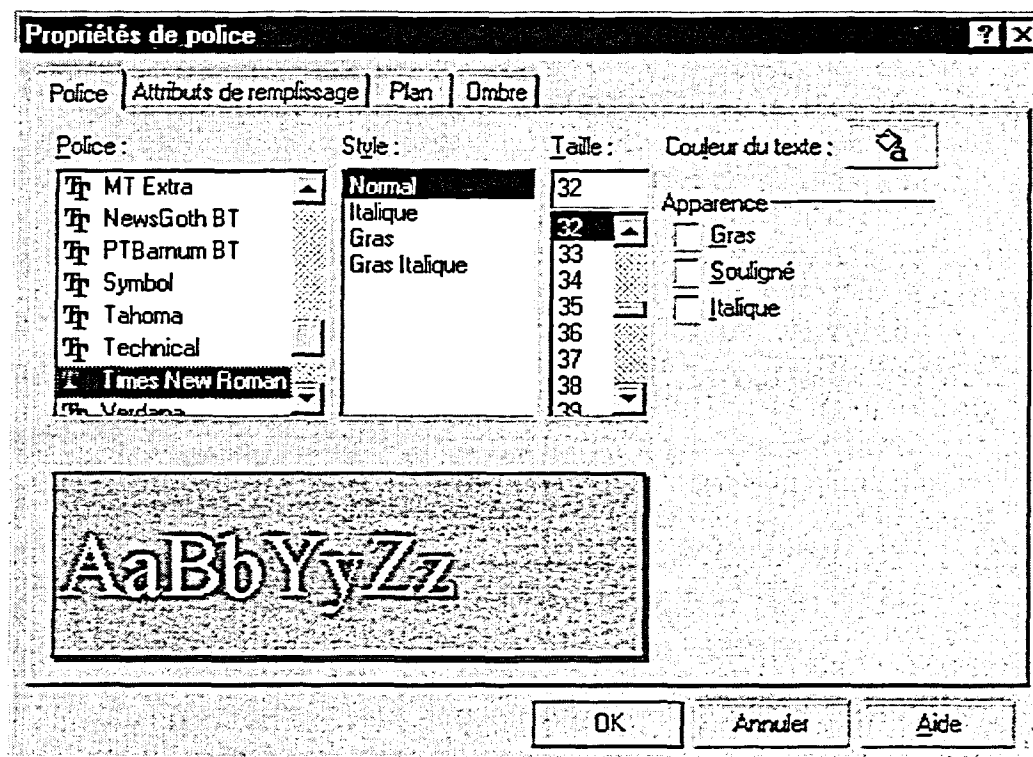 Propriétés de police
Police Attributs de remplissage Plan Ombre
Police : Style : Taille : Couleur du texte :
MT Extra
NewsGoth BT
PTBarnum BT
Symbol
Tahoma
Technical
Times New Roman
Verdana
Normal
Italique
Gras
Gras Italique
32
32
33
34
35
36
37
38
39
Apparence
Gras
Souligné
Italique
AaBbYyZz
OK Annuler Aide